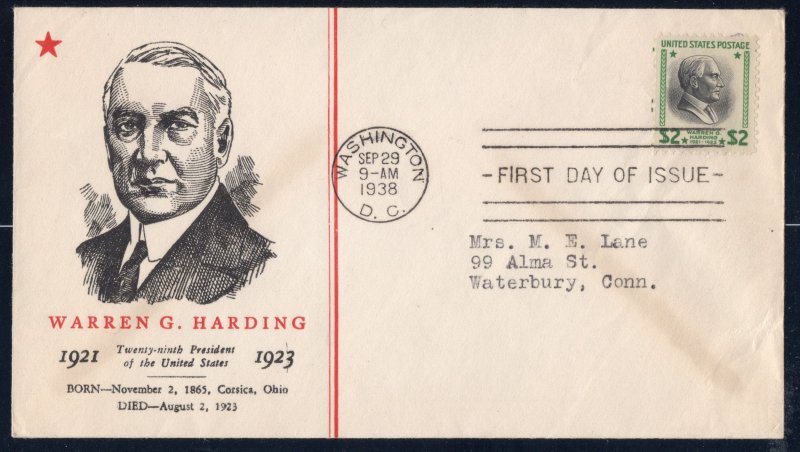 WARREN G. HARDING
1921 Twenty-ninth President of the United States 1923
BORN—November 2, 1865, Corsica, Ohio
DIED—August 2, 1923
WASHINGTON
SEP 29
9-AM
1938
D. C.
UNITED STATES POSTAGE
WARREN G.
HARDING
1921-1923
$2 $2
-FIRST DAY OF ISSUE-
Mrs. M. E. Lane
99 Alma St.
Waterbury, Conn.